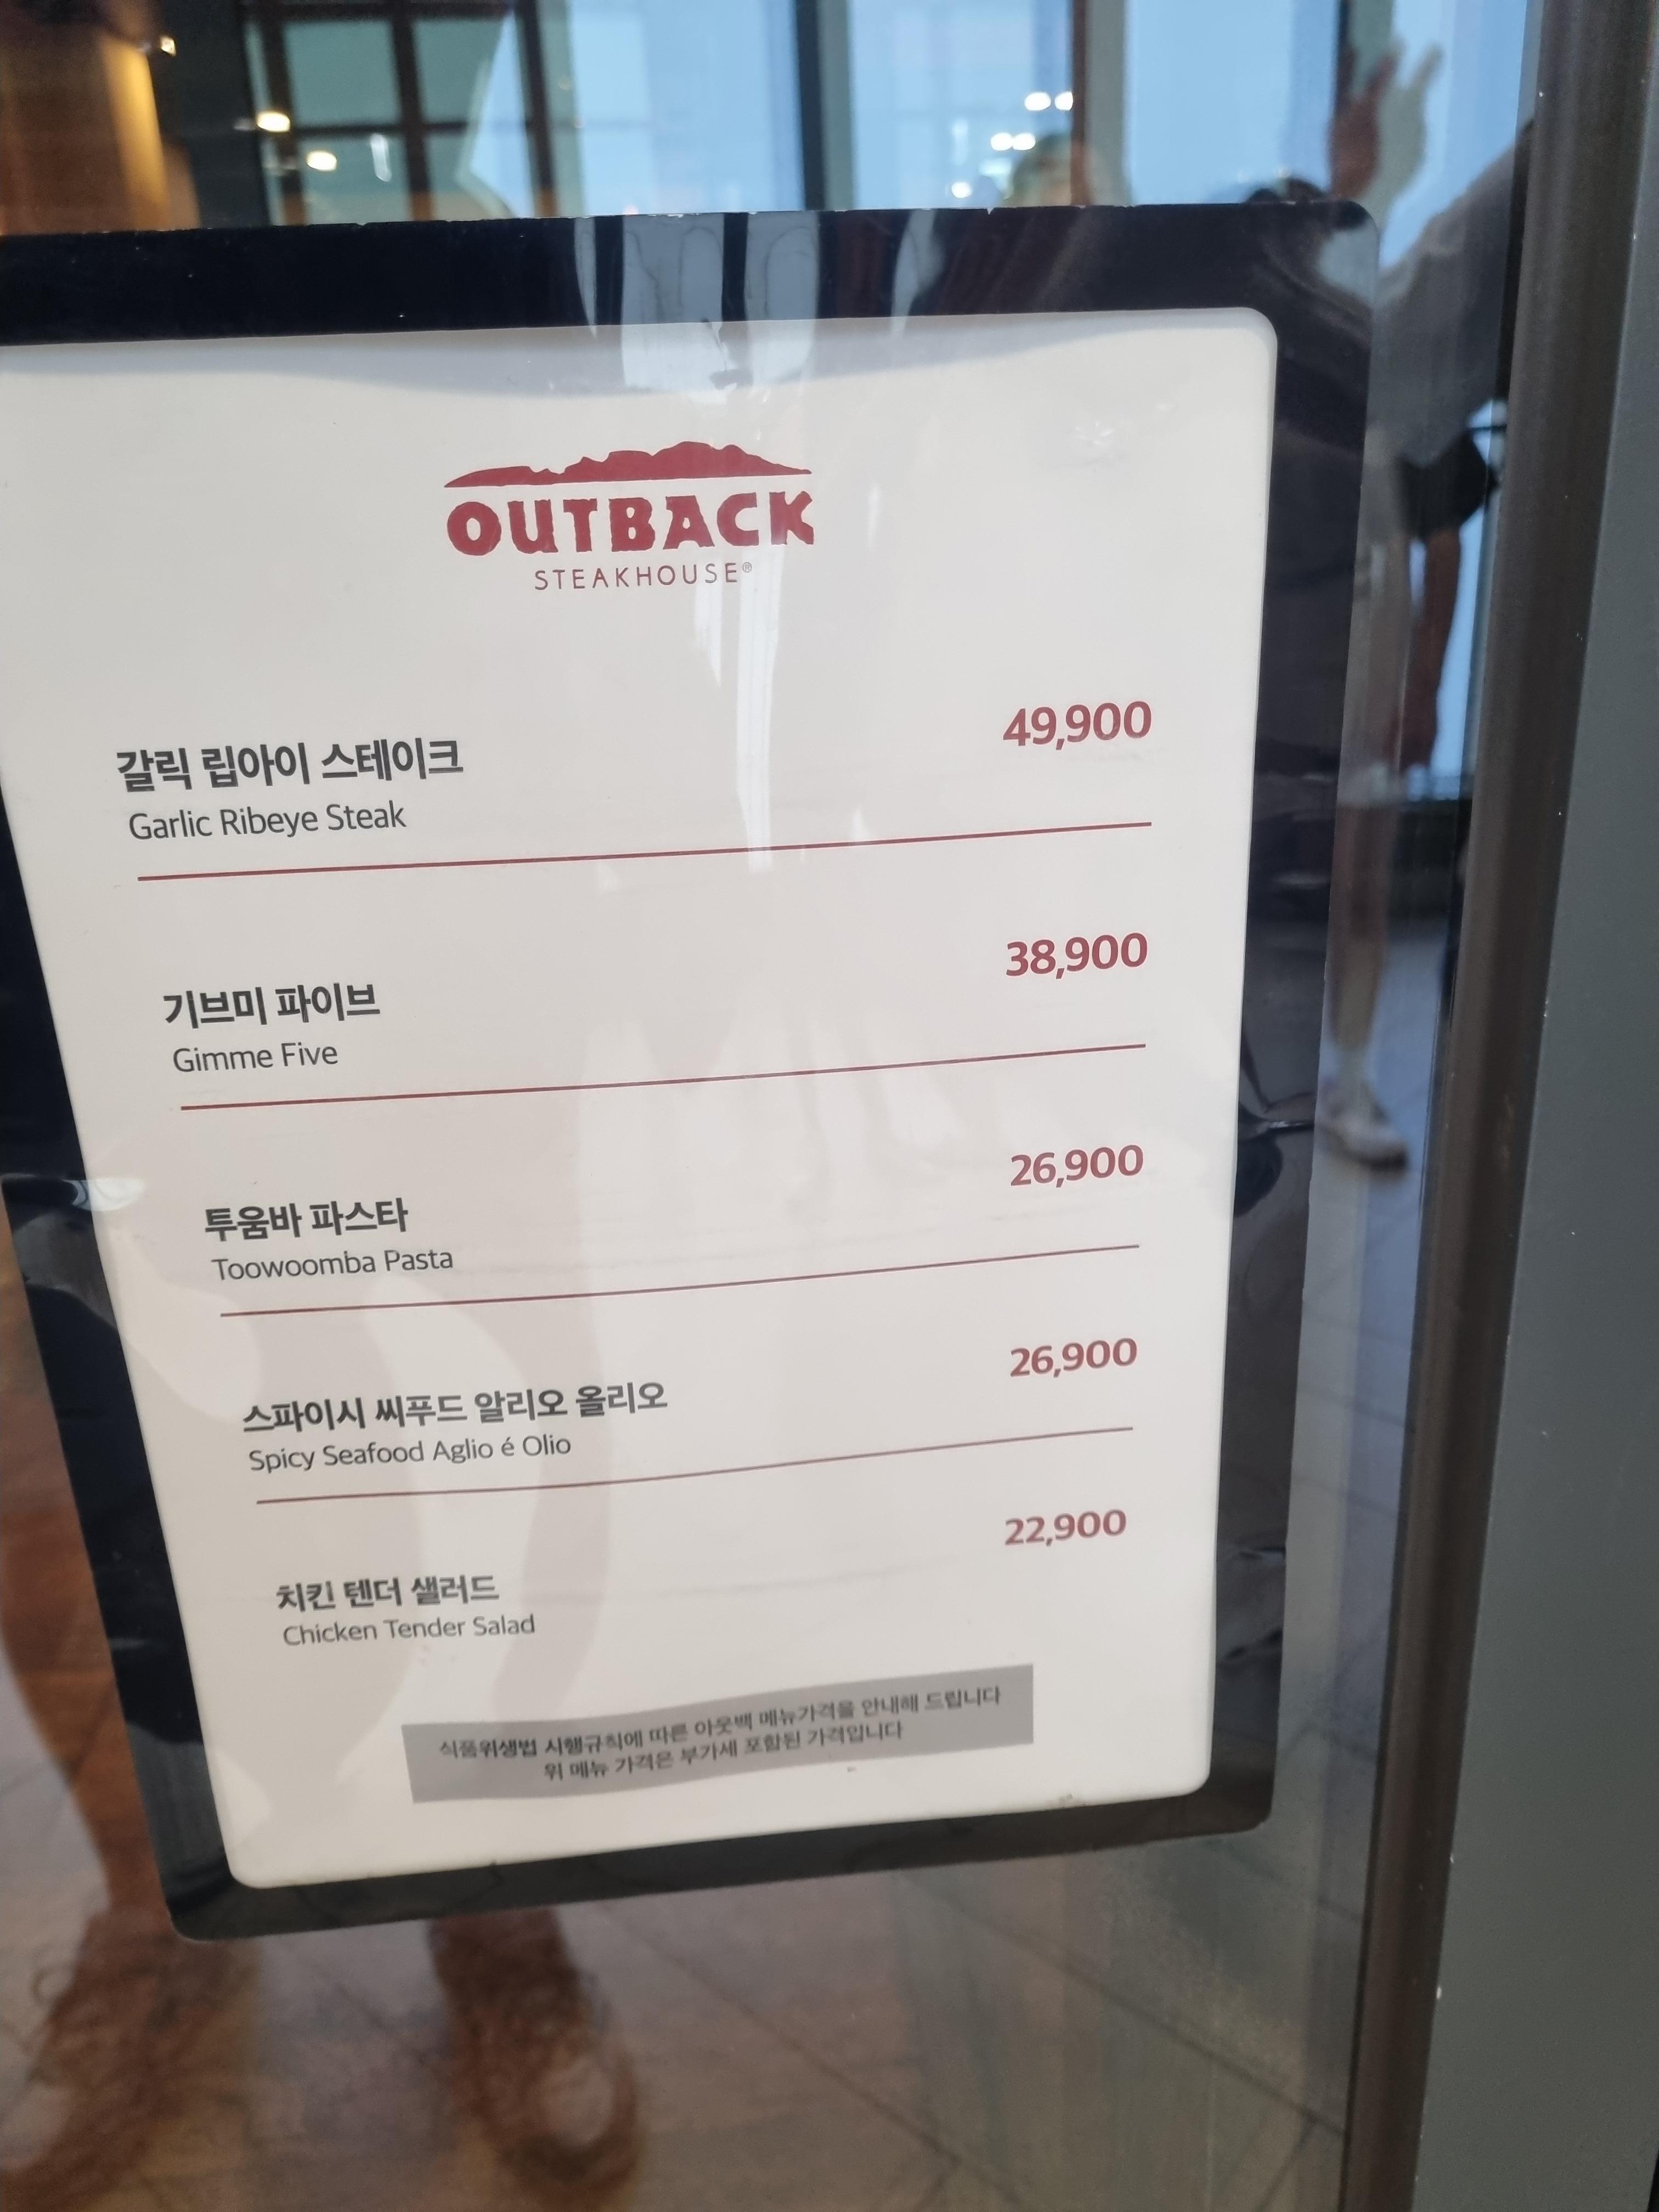 OUTBACK
STEAKHOUSE®
갈릭 립아이 스테이크
49,900
Garlic Ribeye Steak
기브미 파이브
38,900
Gimme Five
투움바 파스타
26,900
Toowoomba Pasta
스파이시 씨푸드 알리오 올리오
26,900
Spicy Seafood Aglio é Olio
치킨 텐더 샐러드
22,900
Chicken Tender Salad
식품위생법 시행규칙에 따른 아웃백 메뉴가격을 안내해 드립니다
위 메뉴 가격은 부가세 포함된 가격입니다